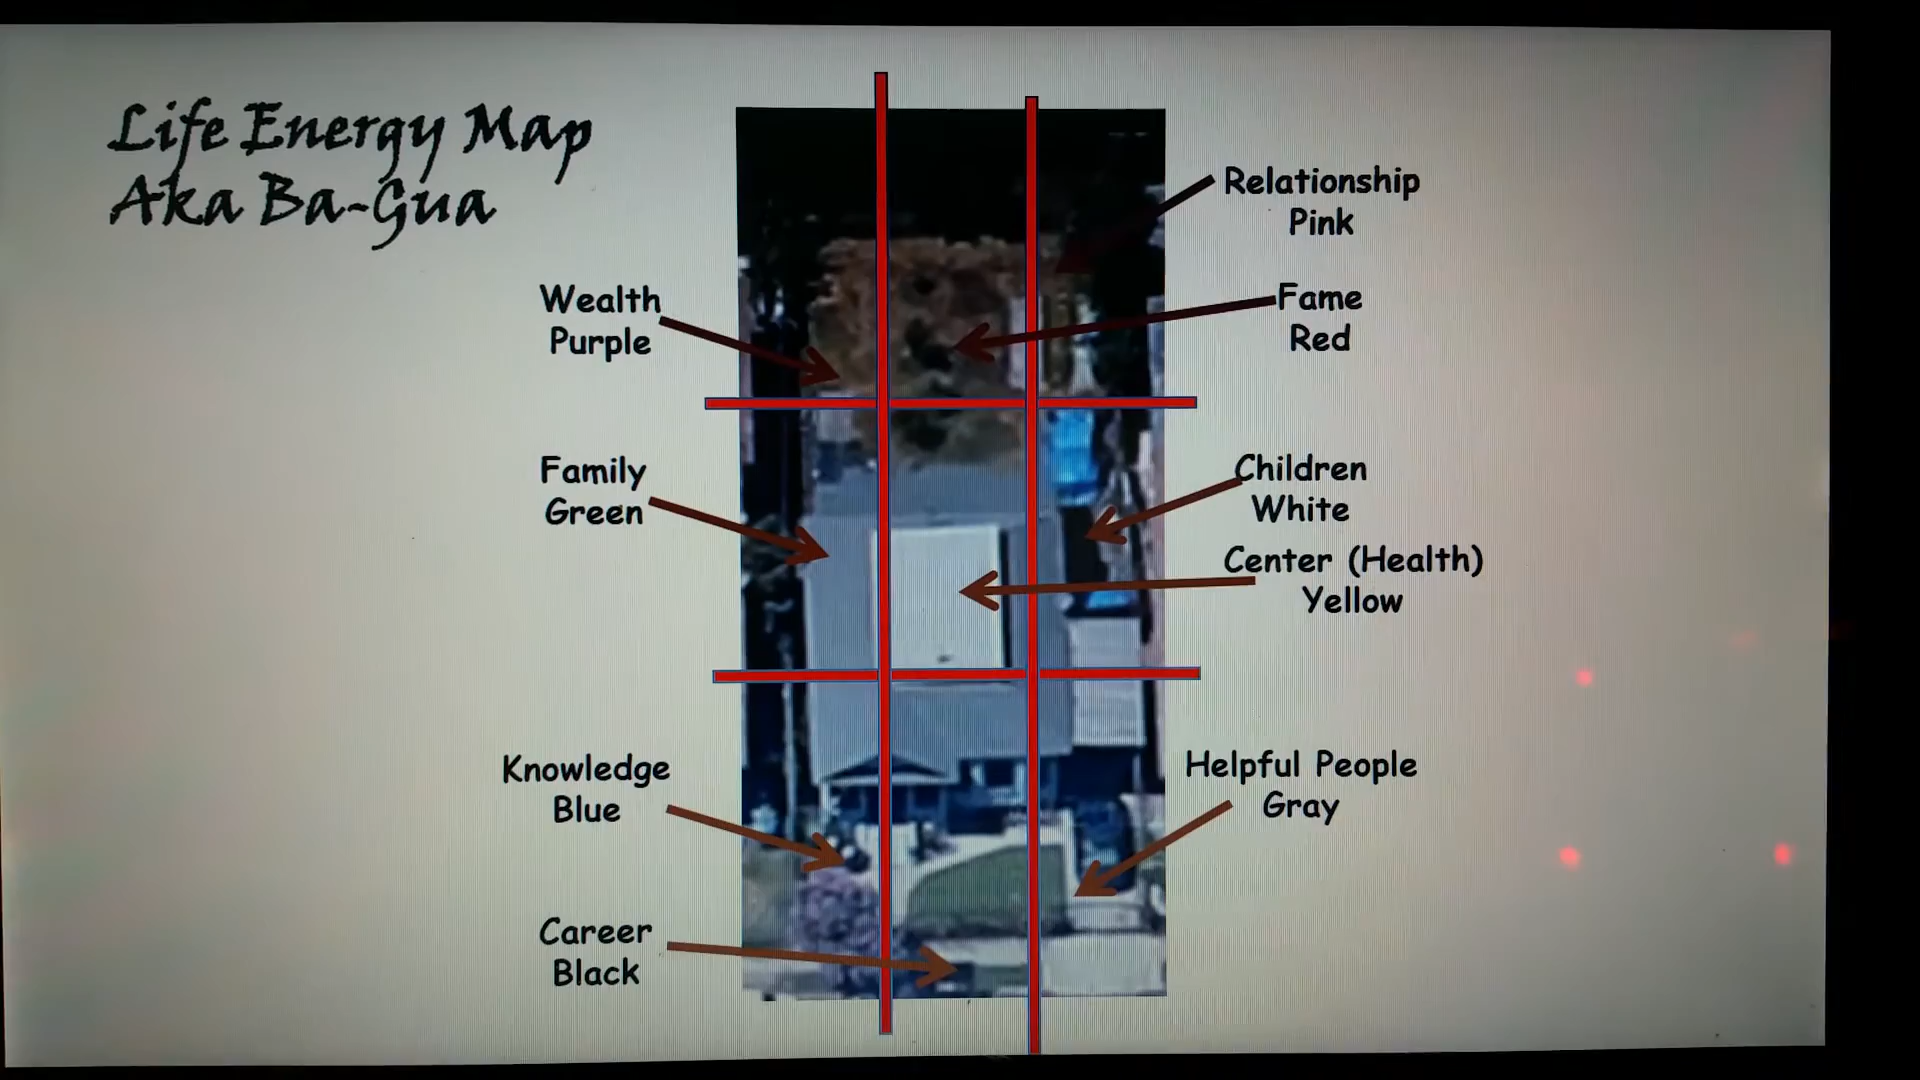 Life Energy Map
Aka Ba-Gua
Relationship
Pink
Wealth
Purple
Fame
Red
Family
Green
Children
White
Center (Health)
Yellow
Knowledge
Blue
Helpful People
Gray
Career
Black